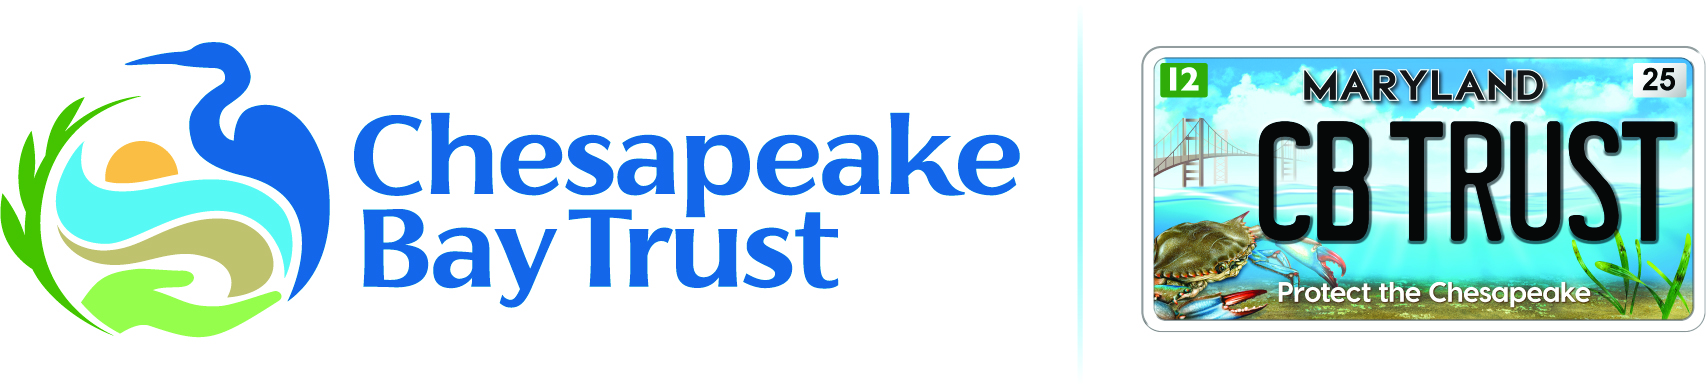 Chesapeake
Bay Trust
12
MARYLAND
25
CB TRUST
Protect the Chesapeake